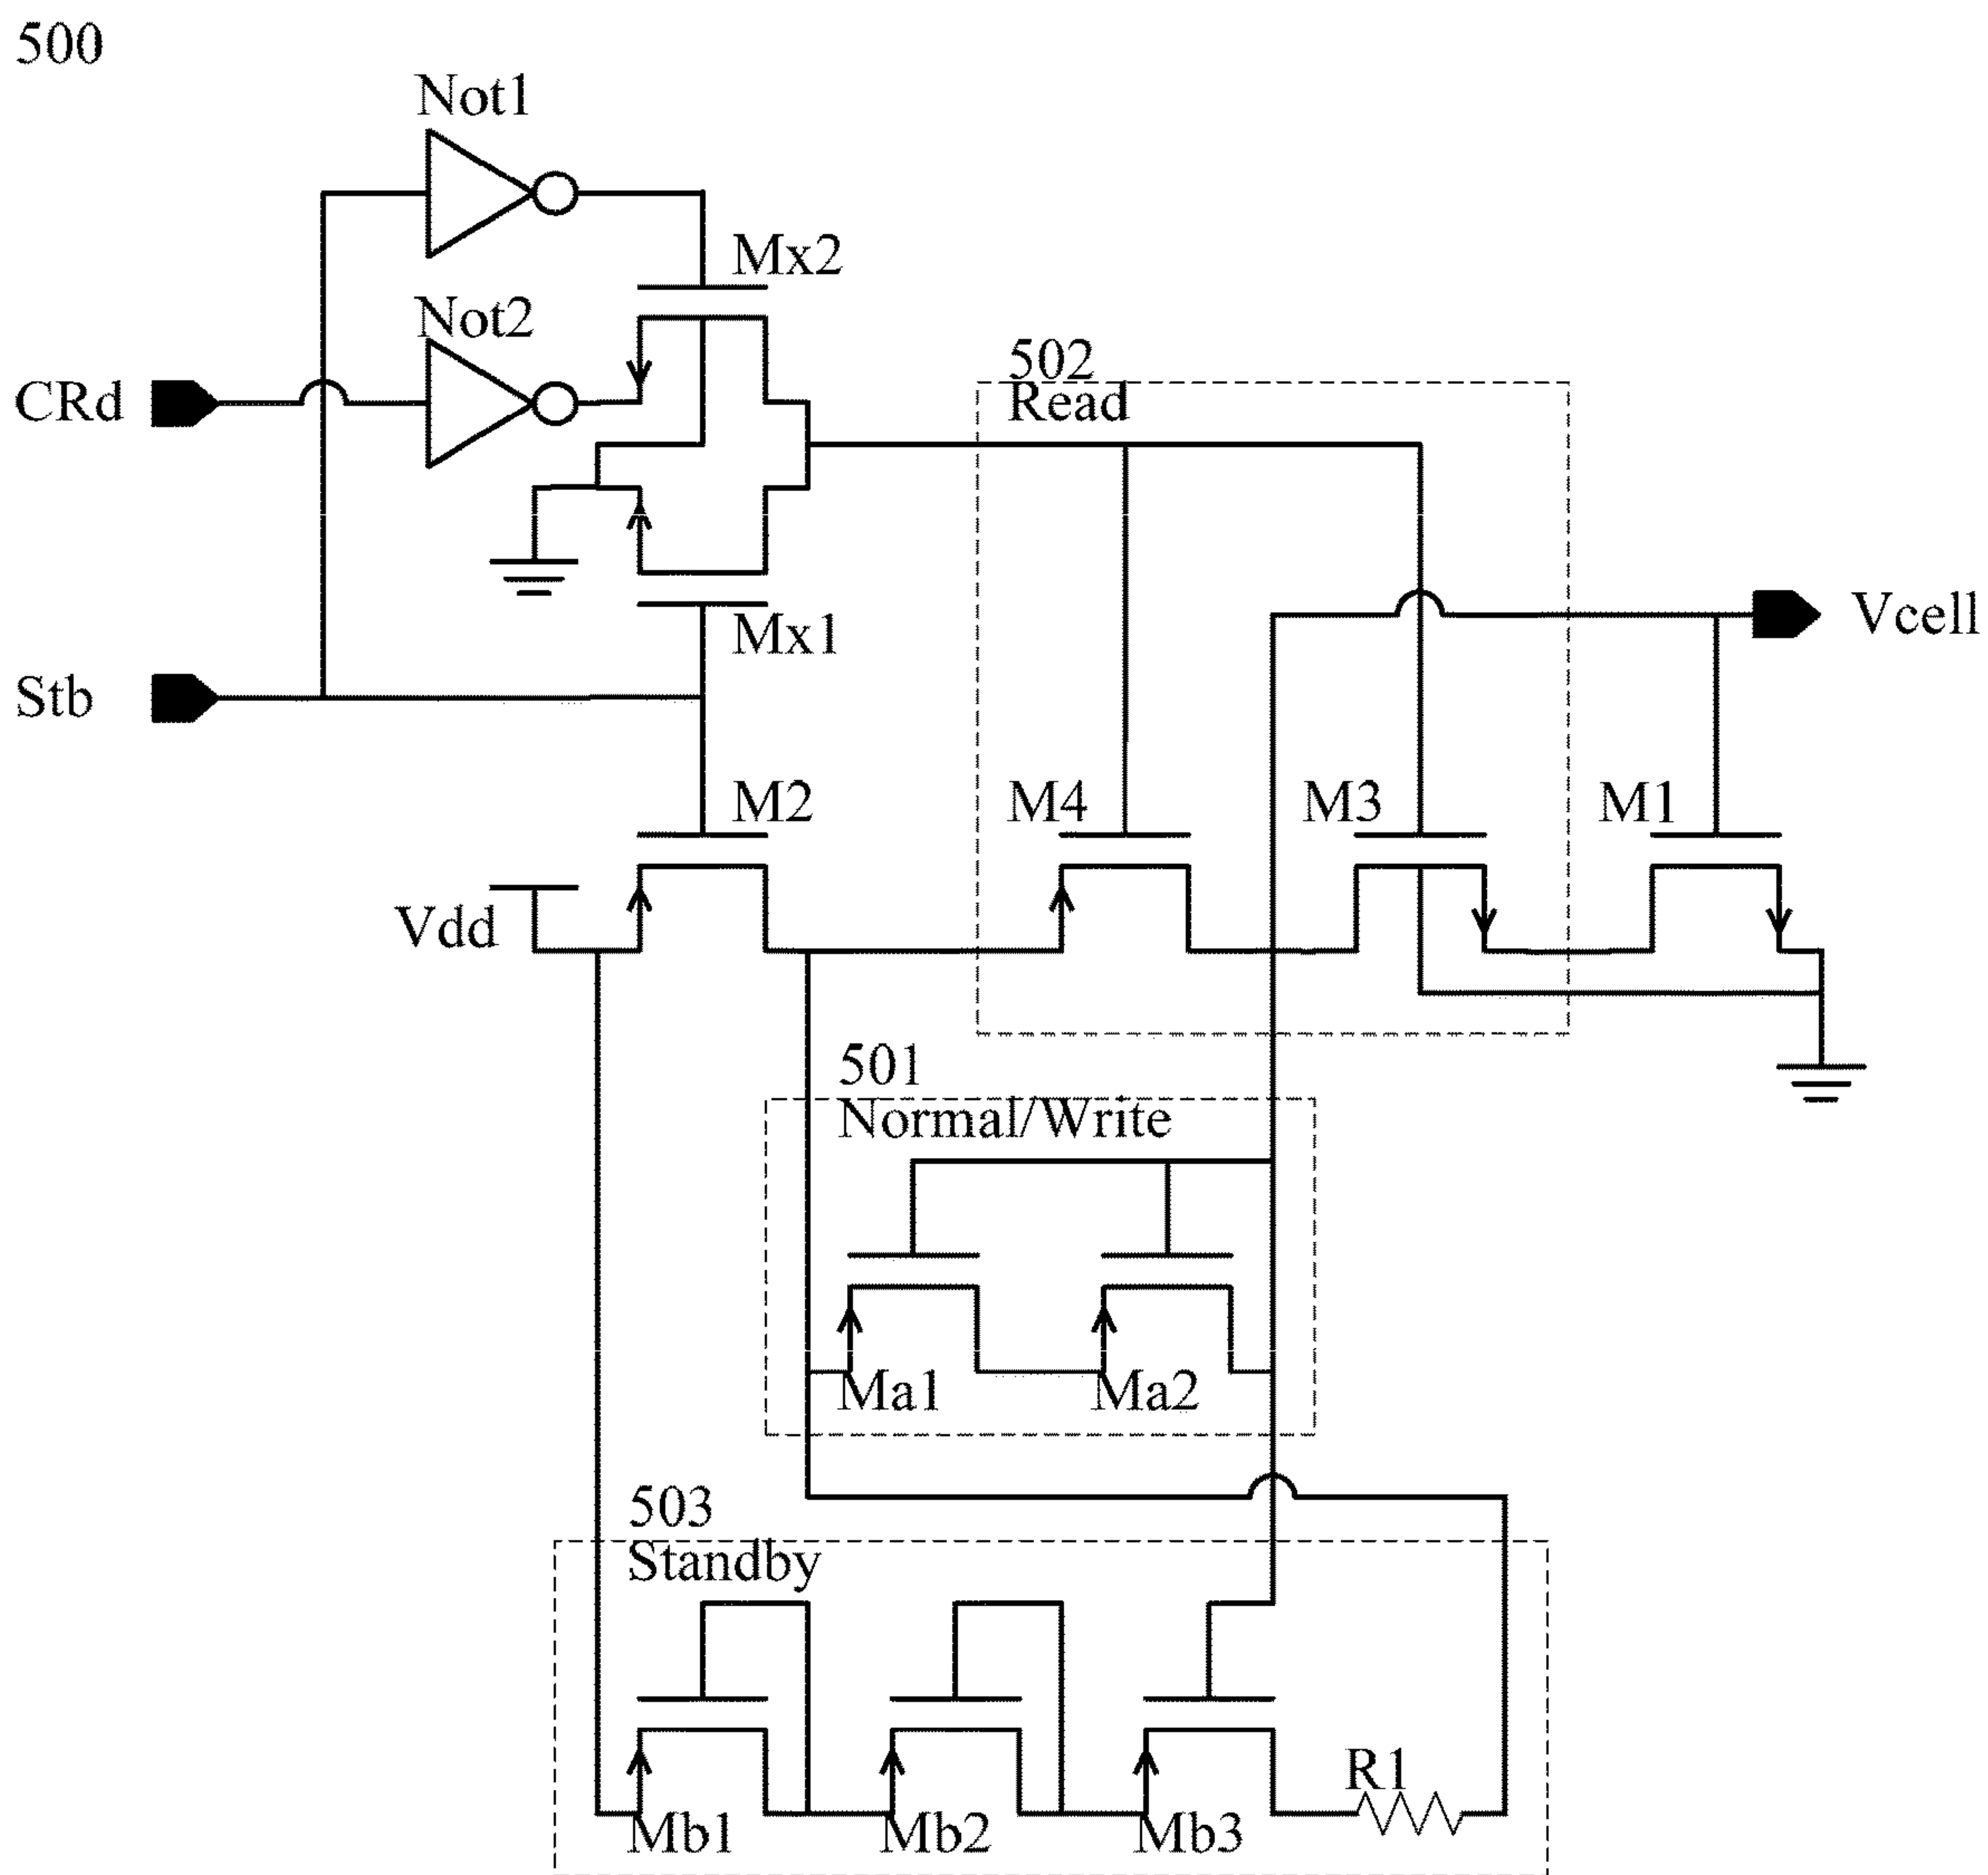 500
Not1
Mx2
Not2
CRd
502
Read
Mx1
Vcell
Stb
M2
M4
M3
M1
Vdd
501
Normal/Write
Ma1
Ma2
503
Standby
R1
Mb1
Mb2
Mb3